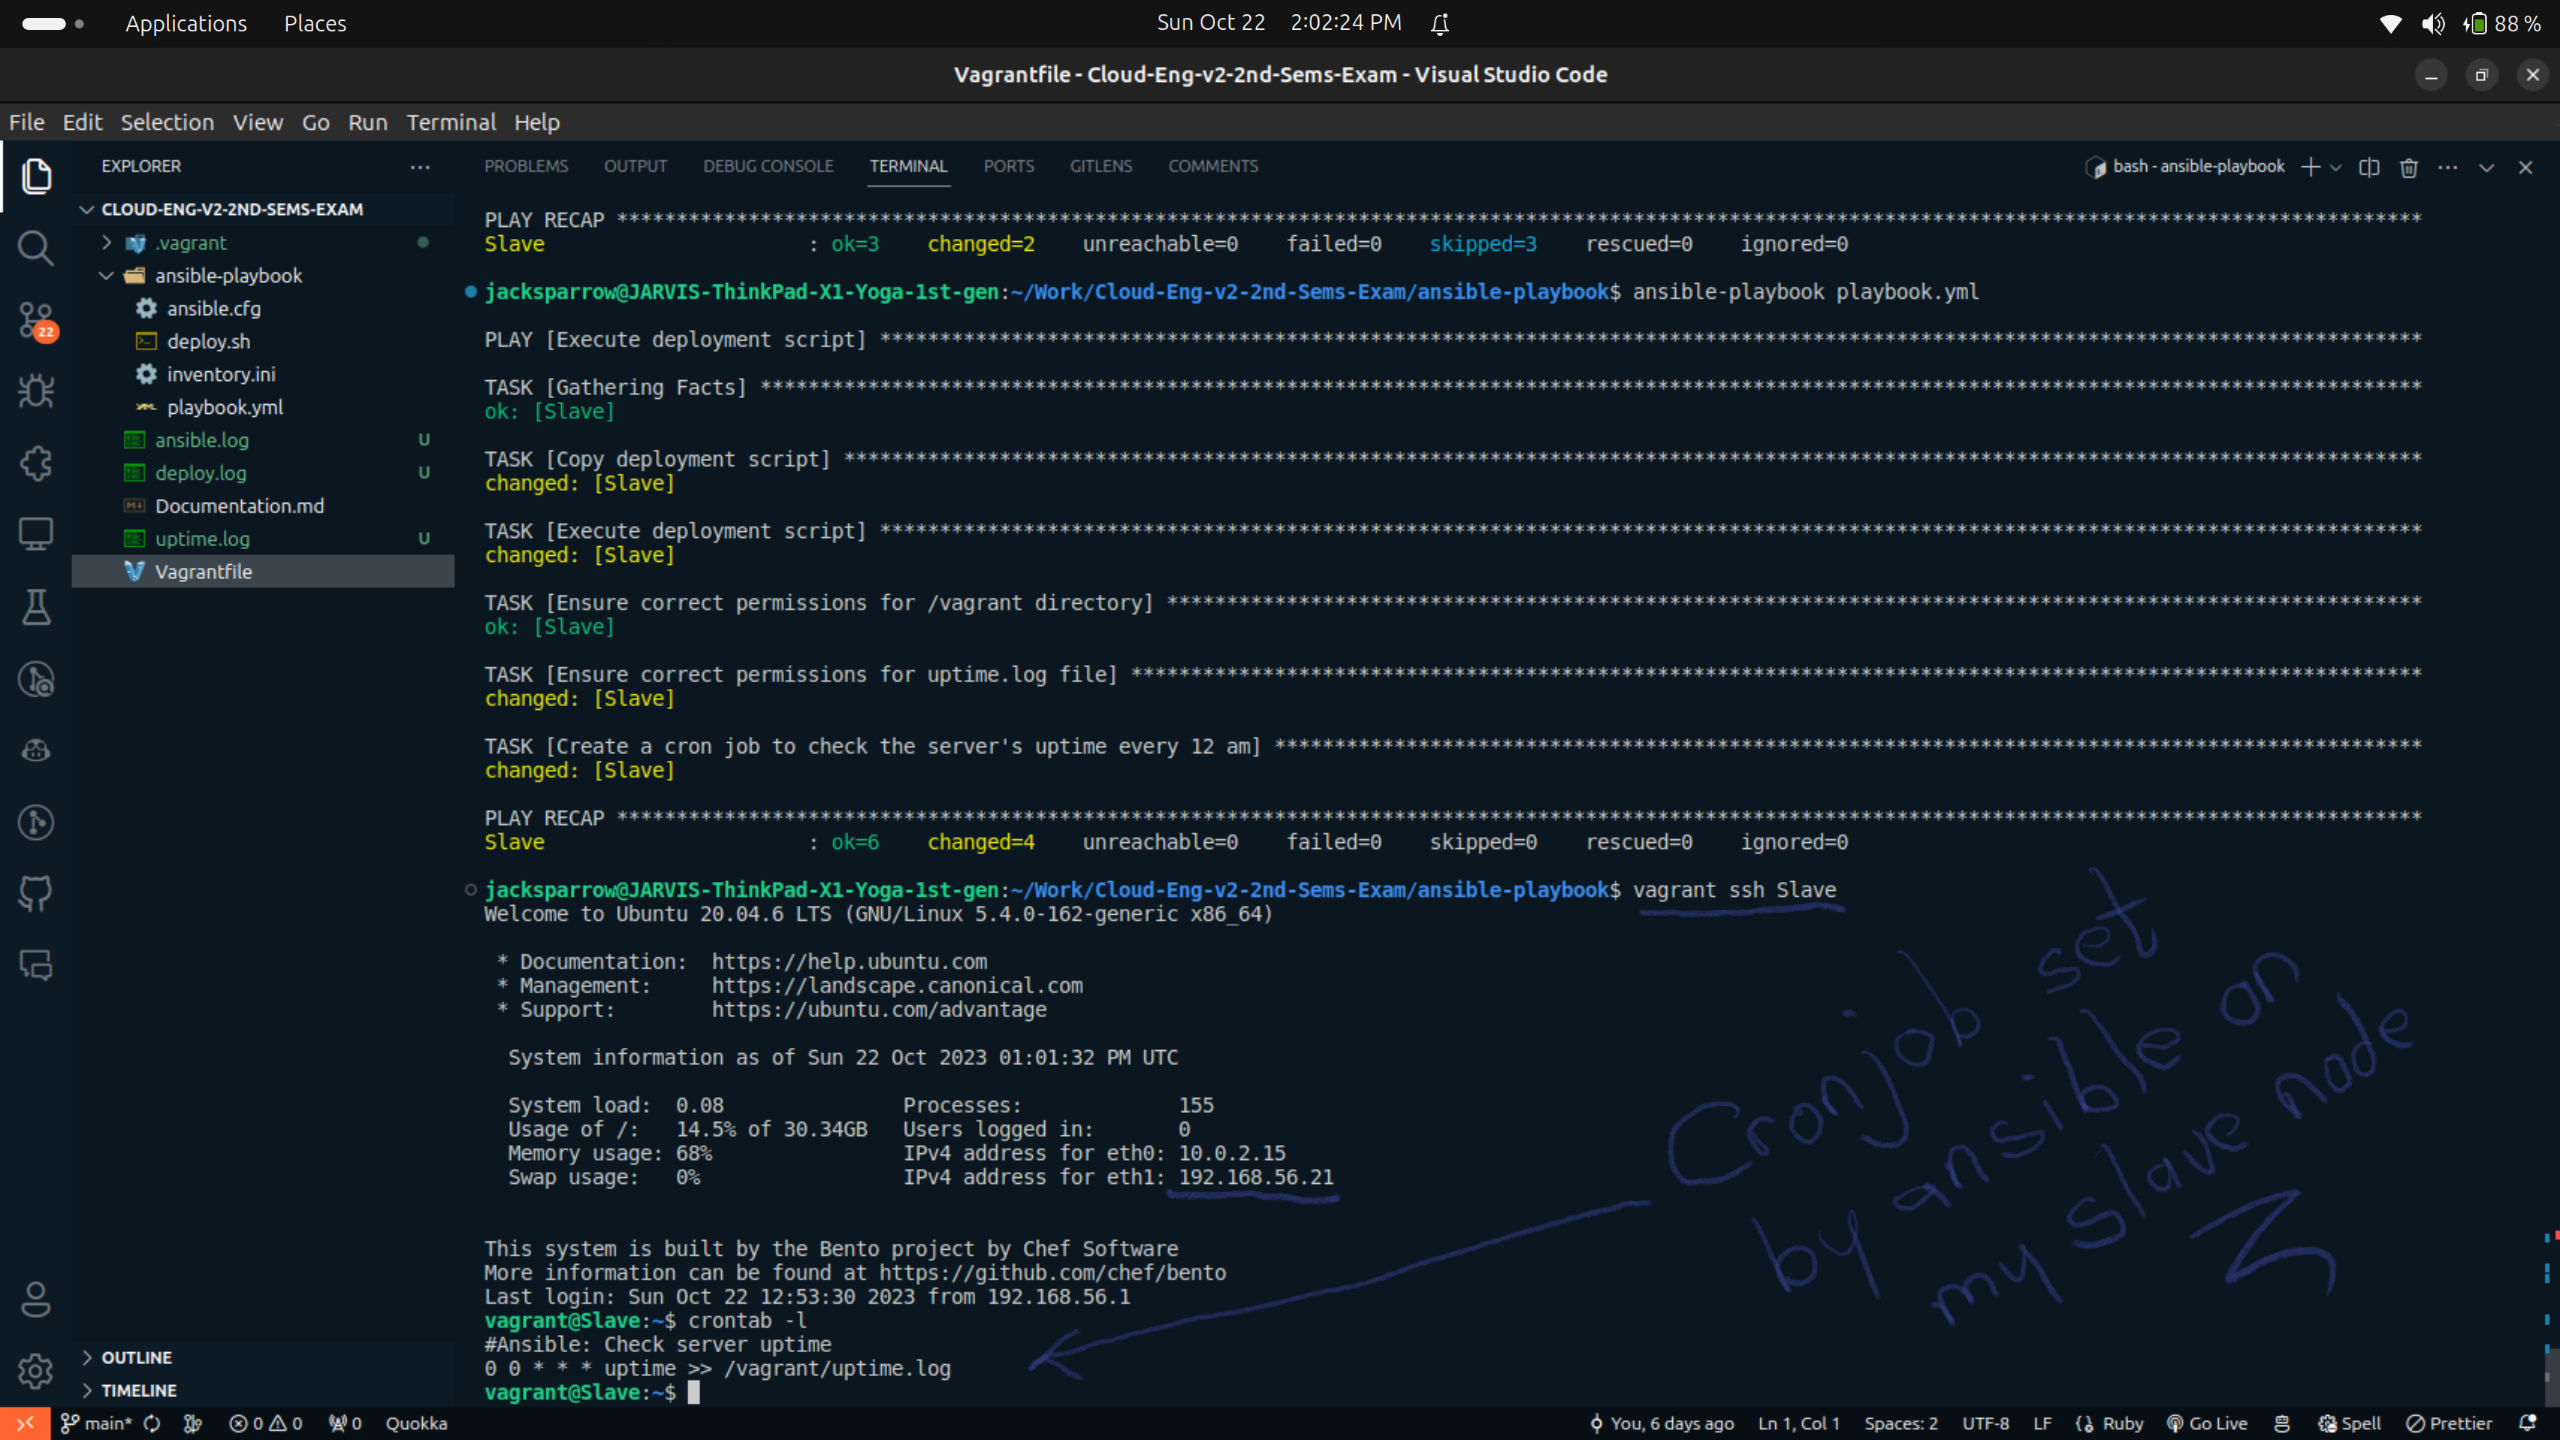 Applications Places Sun Oct 22 2:02:24 PM 88 %
Vagrantfile - Cloud-Eng-v2-2nd-Sems-Exam - Visual Studio Code
File Edit Selection View Go Run Terminal Help
EXPLORER
PROBLEMS OUTPUT DEBUG CONSOLE TERMINAL PORTS GITLENS COMMENTS
bash - ansible-playbook
CLOUD-ENG-V2-2ND-SEMS-EXAM
.vagrant
ansible-playbook
ansible.cfg
22
deploy.sh
inventory.ini
playbook.yml
ansible.log U
deploy.log U
Documentation.md
uptime.log U
Vagrantfile
OUTLINE
TIMELINE
PLAY RECAP ***
Slave : ok=3 changed=2 unreachable=0 failed=0 skipped=3 rescued=0 ignored=0
jacksparrow@JARVIS-ThinkPad-X1-Yoga-1st-gen:~/Work/Cloud-Eng-v2-2nd-Sems-Exam/ansible-playbook$ ansible-playbook playbook.yml
PLAY [Execute deployment script] ***
TASK [Gathering Facts] ***
ok: [Slave]
TASK [Copy deployment script] ***
changed: [Slave]
TASK [Execute deployment script] ***
changed: [Slave]
TASK [Ensure correct permissions for /vagrant directory] ***
ok: [Slave]
TASK [Ensure correct permissions for uptime.log file] ***
changed: [Slave]
TASK [Create a cron job to check the server's uptime every 12 am] ***
changed: [Slave]
PLAY RECAP ***
Slave : ok=6 changed=4 unreachable=0 failed=0 skipped=0 rescued=0 ignored=0
jacksparrow@JARVIS-ThinkPad-X1-Yoga-1st-gen:~/Work/Cloud-Eng-v2-2nd-Sems-Exam/ansible-playbook$ vagrant ssh Slave
Welcome to Ubuntu 20.04.6 LTS (GNU/Linux 5.4.0-162-generic x86_64)
* Documentation: https://help.ubuntu.com
* Management: https://landscape.canonical.com
* Support: https://ubuntu.com/advantage
System information as of Sun 22 Oct 2023 01:01:32 PM UTC
System load: 0.08 Processes: 155
Usage of /: 14.5% of 30.34GB Users logged in: 0
Memory usage: 68% IPv4 address for eth0: 10.0.2.15
Swap usage: 0% IPv4 address for eth1: 192.168.56.21
This system is built by the Bento project by Chef Software
More information can be found at https://github.com/chef/bento
Last login: Sun Oct 22 12:53:30 2023 from 192.168.56.1
vagrant@Slave:~$ crontab -l
#Ansible: Check server uptime
0 0 * * * uptime >> /vagrant/uptime.log
vagrant@Slave:~$
Cronjob set
by ansible on
my slave node
main* 0 0 0 Quokka You, 6 days ago Ln 1, Col 1 Spaces: 2 UTF-8 LF Ruby Go Live Spell Prettier